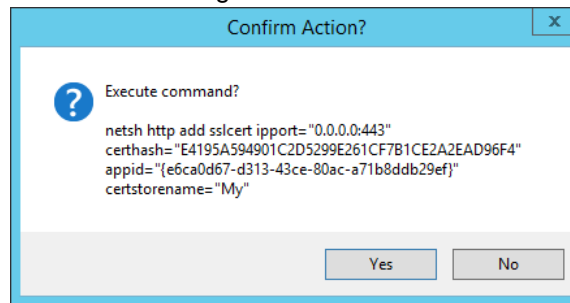 Confirm Action?
x
Execute command?
netsh http add sslcert ipport="0.0.0.0:443"
certhash="E4195A594901C2D5299E261CF7B1CE2A2EAD96F4"
appid="{e6ca0d67-d313-43ce-80ac-a71b8ddb29ef}"
certstorename="My"
Yes
No